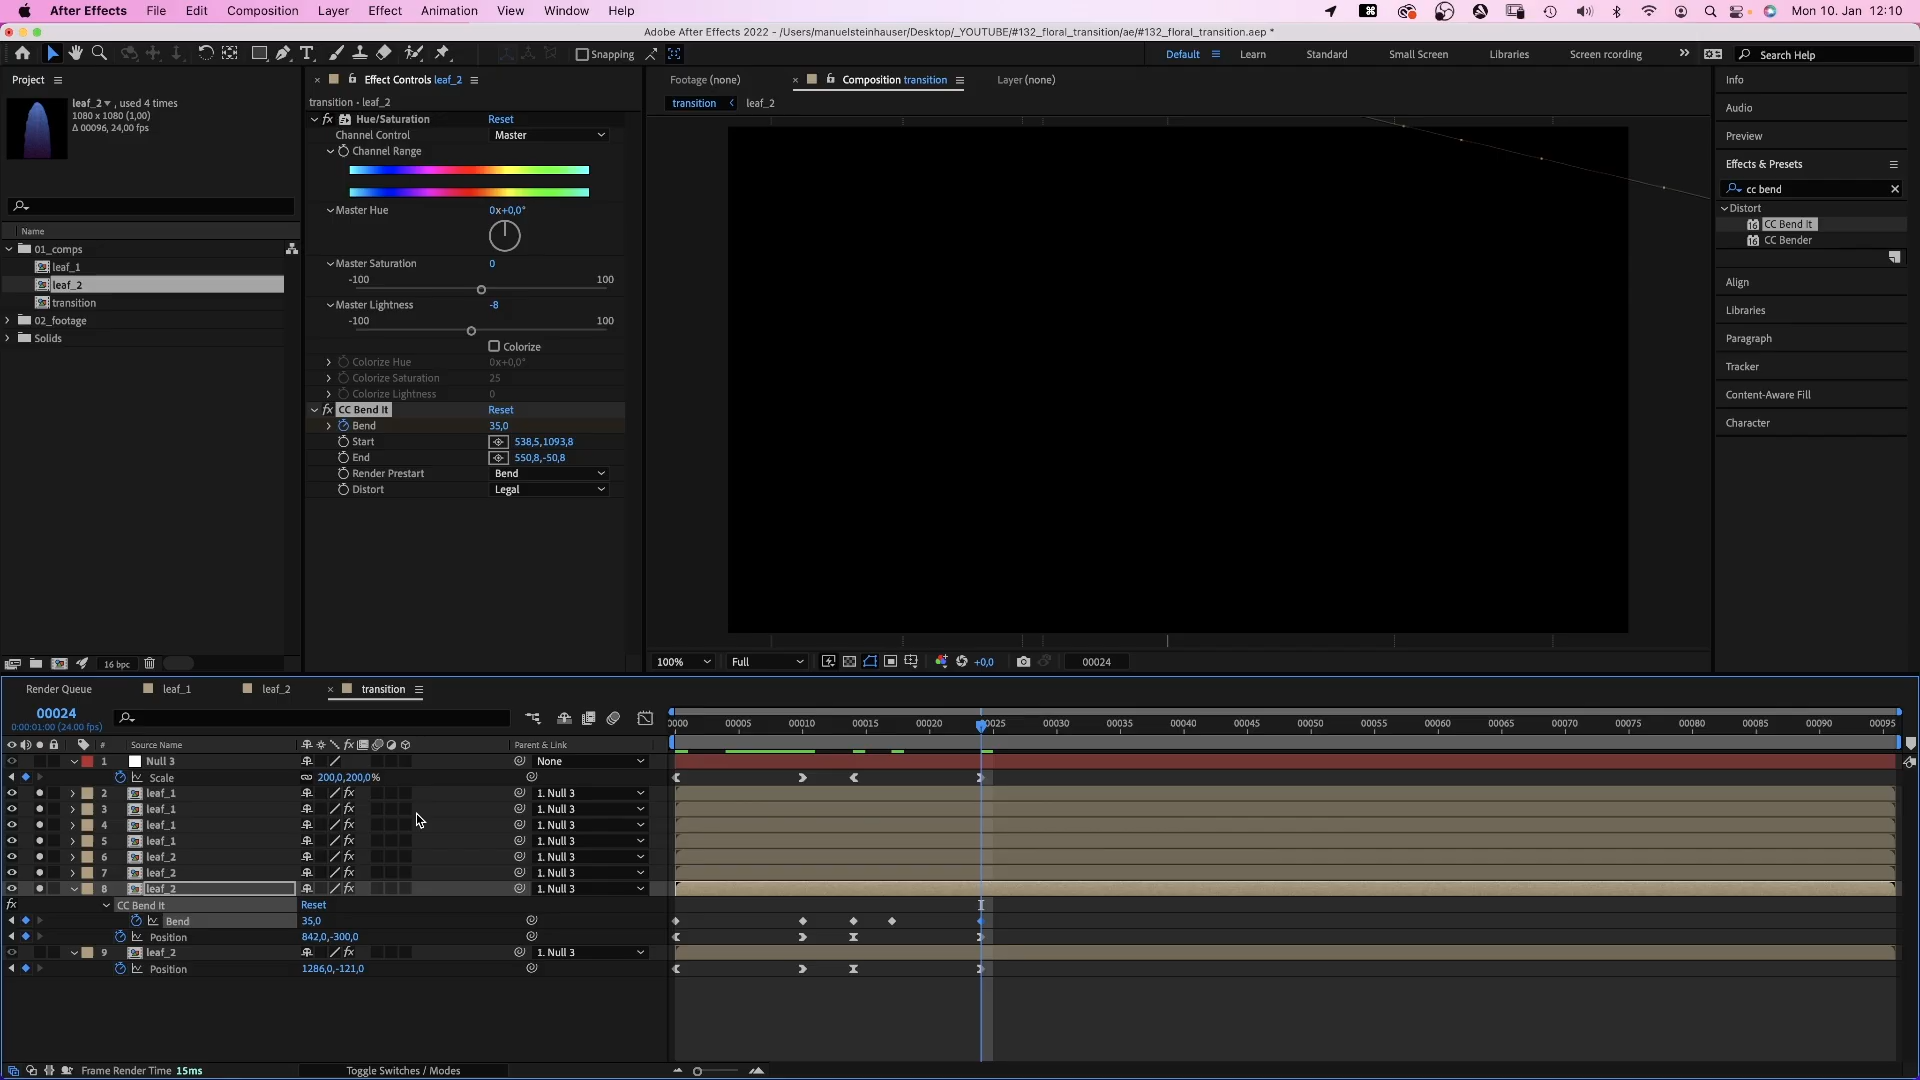 After Effects File Edit Composition Layer Effect Animation View Window Help Mon 10. Jan 12:10
Adobe After Effects 2022 - /Users/manuelsteinhauser/Desktop/_YOUTUBE/#132_floral_transition/ae/#132_floral_transition.aep *
Snapping Default Learn Standard Small Screen Libraries Screen recording Search Help
Project
leaf_2 , used 4 times
1080 x 1080 (1,00)
Δ 00096, 24,00 fps
Name
01_comps
leaf_1
leaf_2
transition
02_footage
Solids
16 bpc
Effect Controls leaf_2
transition • leaf_2
fx Hue/Saturation Reset
Channel Control Master
Channel Range
Master Hue 0x+0,0°
Master Saturation 0
-100 100
Master Lightness -8
-100 100
Colorize
Colorize Hue 0x+0,0°
Colorize Saturation 25
Colorize Lightness 0
fx CC Bend It Reset
Bend 35,0
Start 538,5,1093,8
End 550,8,-50,8
Render Prestart Bend
Distort Legal
Footage (none) Composition transition Layer (none)
transition leaf_2
100% Full +0,0 00024
Info
Audio
Preview
Effects & Presets
cc bend
Distort
CC Bend It
CC Bender
Align
Libraries
Paragraph
Tracker
Content-Aware Fill
Character
Render Queue leaf_1 leaf_2 transition
00024
0:00:01:00 (24.00 fps)
0000 00005 00010 00015 00020 00025 00030 00035 00040 00045 00050 00055 00060 00065 00070 00075 00080 00085 00090 00095
# Source Name Parent & Link
1 Null 3 None
Scale 200,0,200,0%
2 leaf_1 fx 1. Null 3
3 leaf_1 fx 1. Null 3
4 leaf_1 fx 1. Null 3
5 leaf_1 fx 1. Null 3
6 leaf_2 fx 1. Null 3
7 leaf_2 fx 1. Null 3
8 leaf_2 fx 1. Null 3
fx CC Bend It Reset
Bend 35,0
Position 842,0,-300,0
9 leaf_2 fx 1. Null 3
Position 1286,0,-121,0
Frame Render Time 15ms Toggle Switches / Modes